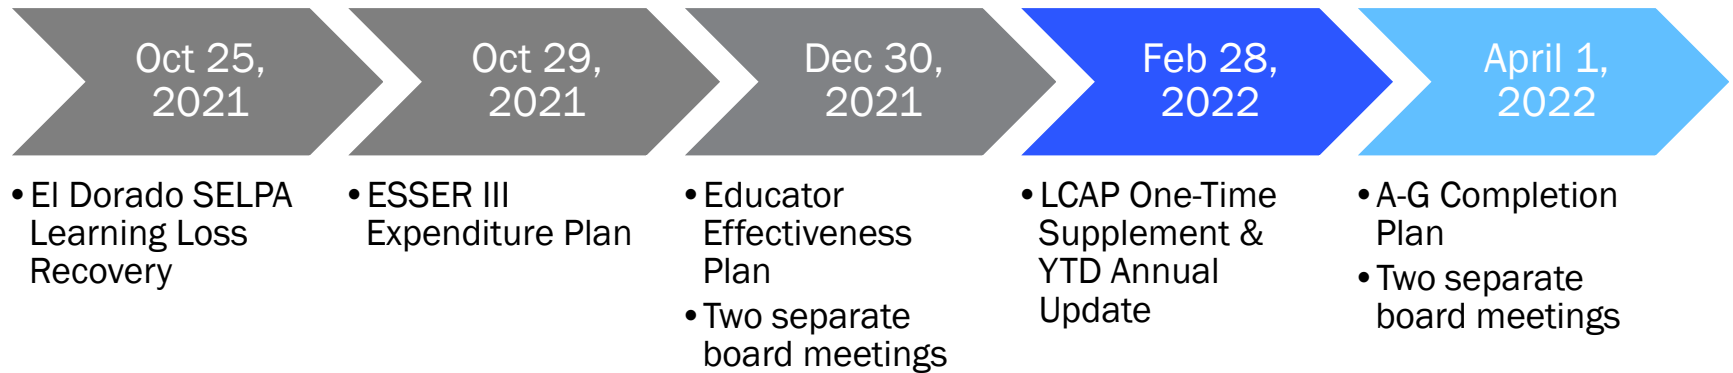 Oct 25,
2021
• El Dorado SELPA
Learning Loss
Recovery
Oct 29,
2021
• ESSER III
Expenditure Plan
Dec 30,
2021
• Educator
Effectiveness
Plan
• Two separate
board meetings
Feb 28,
2022
• LCAP One-Time
Supplement &
YTD Annual
Update
April 1,
2022
• A-G Completion
Plan
• Two separate
board meetings